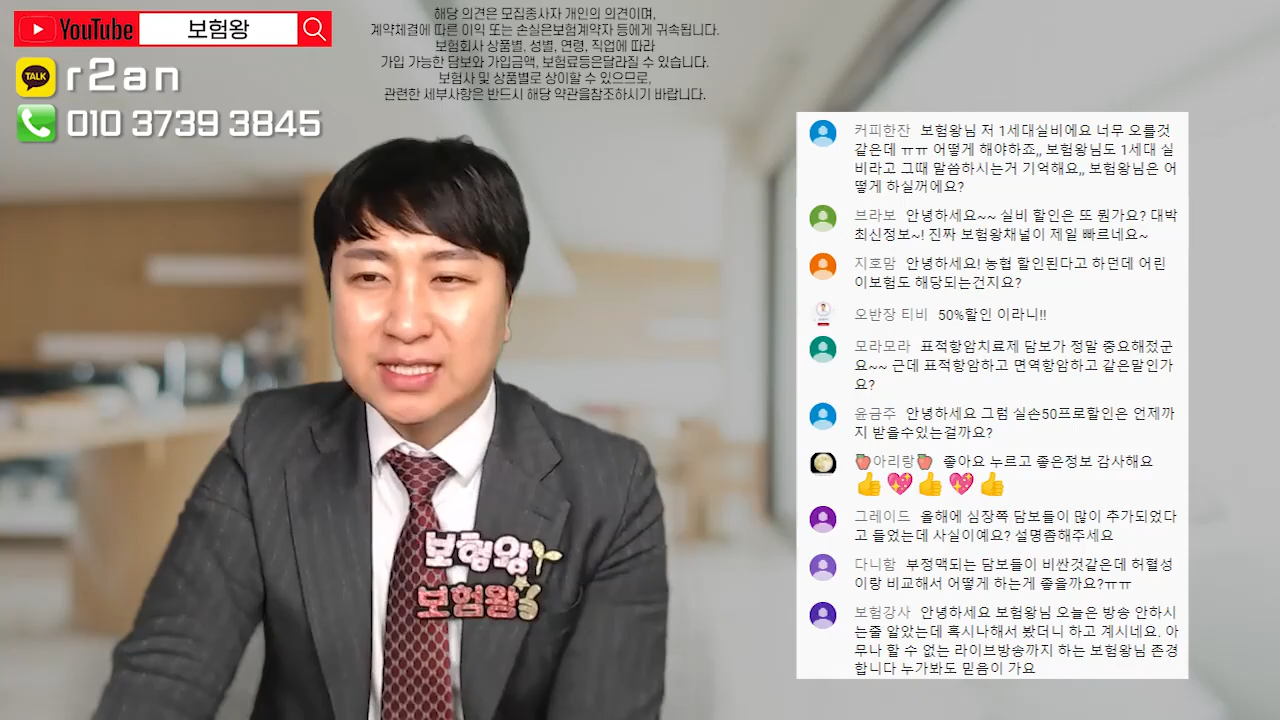 YouTube 보험왕
TALK r2an
010 3739 3845
해당 의견은 모집종사자 개인의 의견이며,
계약체결에 따른 이익 또는 손실은보험계약자 등에게 귀속됩니다.
보험회사 상품별, 성별, 연령, 직업에 따라
가입 가능한 담보와 가입금액, 보험료등은달라질 수 있습니다.
보험사 및 상품별로 상이할 수 있으므로,
관련한 세부사항은 반드시 해당 약관을참조하시기 바랍니다.
커피한잔 보험왕님 저 1세대실비에요 너무 오를것
같은데 ㅠㅠ 어떻게 해야하죠,, 보험왕님도 1세대 실
비라고 그때 말씀하시는거 기억해요,, 보험왕님은 어
떻게 하실꺼에요?
브라보 안녕하세요~~ 실비 할인은 또 뭔가요? 대박
최신정보~! 진짜 보험왕채널이 제일 빠르네요~
지호맘 안녕하세요! 농협 할인된다고 하던데 어린
이보험도 해당되는건지요?
오반장 티비 50%할인 이라니!!
모라모라 표적항암치료제 담보가 정말 중요해졌군
요~~ 근데 표적항암하고 면역항암하고 같은말인가
요?
윤금주 안녕하세요 그럼 실손50프로할인은 언제까
지 받을수있는걸까요?
🍎아리랑🍎 좋아요 누르고 좋은정보 감사해요
👍💖👍💖👍
그레이드 올해에 심장쪽 담보들이 많이 추가되었다
고 들었는데 사실이예요? 설명좀해주세요
다니함 부정맥되는 담보들이 비싼것같은데 허혈성
이랑 비교해서 어떻게 하는게 좋을까요?ㅠㅠ
보험강사 안녕하세요 보험왕님 오늘은 방송 안하시
는줄 알았는데 혹시나해서 봤더니 하고 계시네요. 아
무나 할 수 없는 라이브방송까지 하는 보험왕님 존경
합니다 누가봐도 믿음이 가요
보험왕
보험왕